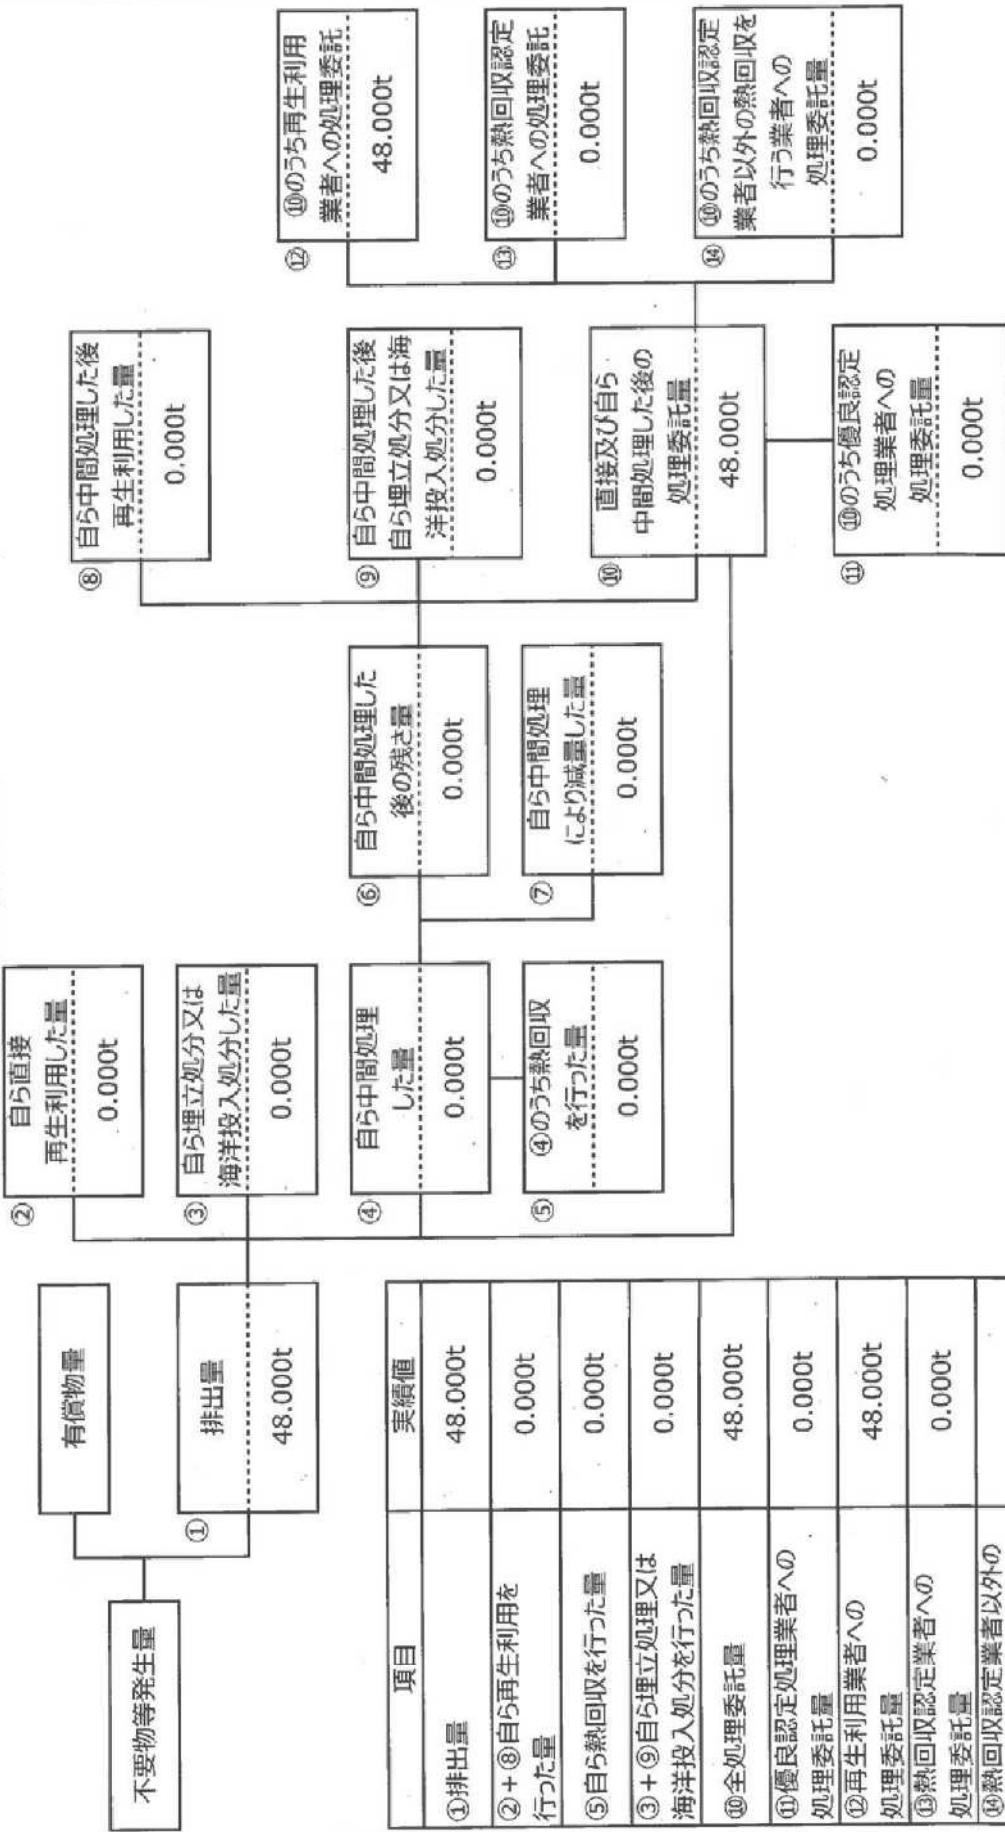 不要物等発生量
有償物量
①
排出量
48.000t
②
自ら直接
再生利用した量
0.000t
③
自ら埋立処分又は
海洋投入処分した量
0.000t
④
自ら中間処理
した量
0.000t
⑤
④のうち熱回収
を行った量
0.000t
⑥
自ら中間処理した
後の残さ量
0.000t
⑦
自ら中間処理
により減量した量
0.000t
⑧
自ら中間処理した後
再生利用した量
0.000t
⑨
自ら中間処理した後
自ら埋立処分又は海
洋投入処分した量
0.000t
⑩
直接及び自ら
中間処理した後の
処理委託量
48.000t
⑪
⑩のうち優良認定
処理業者への
処理委託量
0.000t
⑫
⑩のうち再生利用
業者への処理委託
48.000t
⑬
⑩のうち熱回収認定
業者への処理委託
0.000t
⑭
⑩のうち熱回収認定
業者以外の熱回収を
行う業者への
処理委託量
0.000t
項目 実績値
①排出量 48.000t
②+⑧自ら再生利用を
行った量 0.000t
⑤自ら熱回収を行った量 0.000t
③+⑨自ら埋立処理又は
海洋投入処分を行った量 0.000t
⑩全処理委託量 48.000t
⑪優良認定処理業者への
処理委託量 0.000t
⑫再生利用業者への
処理委託量 48.000t
⑬熱回収認定業者への
処理委託量 0.000t
⑭熱回収認定業者以外の